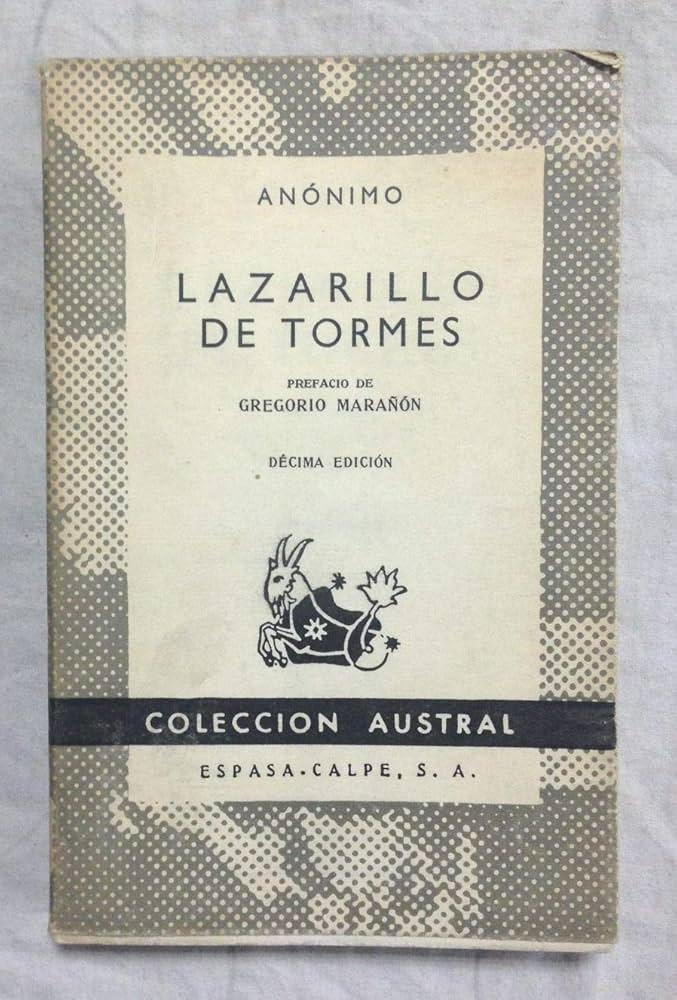 ANÓNIMO
LAZARILLO
DE TORMES
PREFACIO DE
GREGORIO MARAÑÓN
DÉCIMA EDICIÓN
COLECCION AUSTRAL
ESPASA-CALPE, S. A.